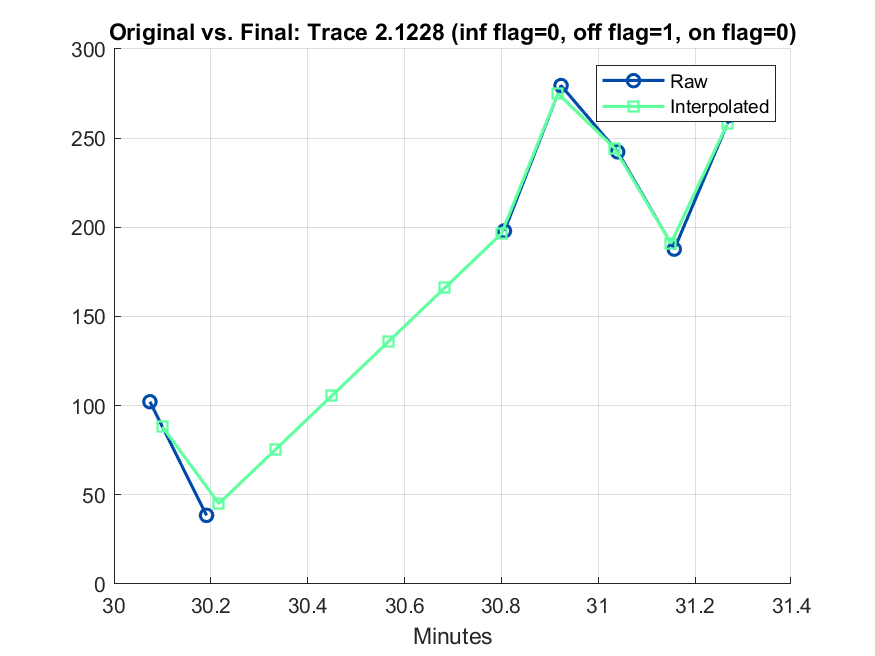 Original vs. Final: Trace 2.1228 (inf flag=0, off flag=1, on flag=0)
300
250
200
150
100
50
0
Raw
Interpolated
30 30.2 30.4 30.6 30.8 31 31.2 31.4
Minutes